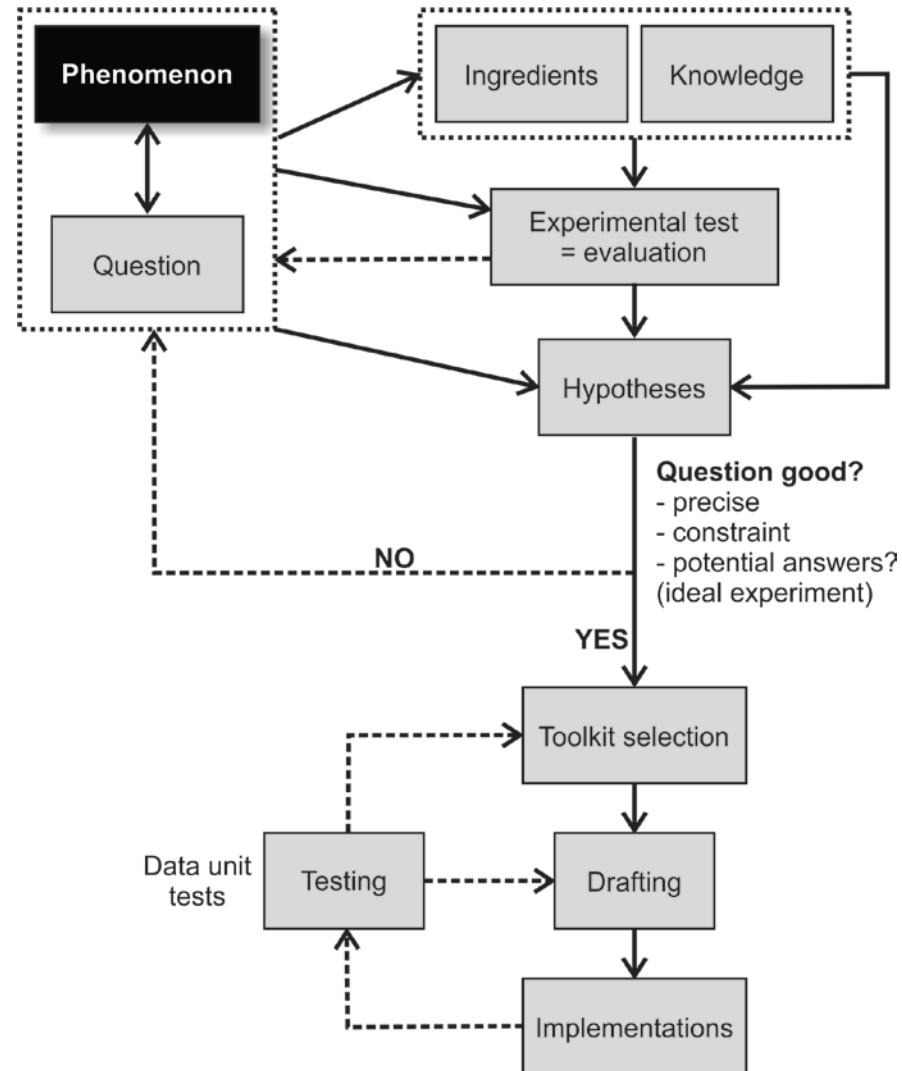 Phenomenon
Question
Ingredients
Knowledge
Experimental test
= evaluation
Hypotheses
Question good?
- precise
- constraint
- potential answers?
(ideal experiment)
NO
YES
Toolkit selection
Data unit
tests
Testing
Drafting
Implementations